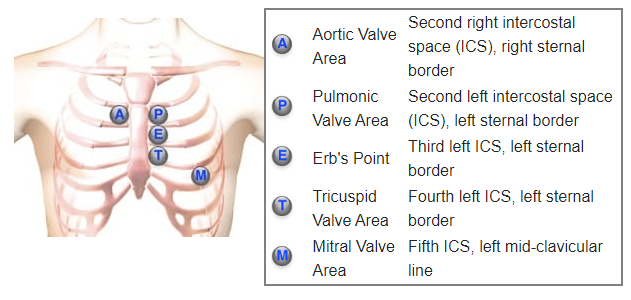 A P
E
T
M
A Aortic Valve Area Second right intercostal space (ICS), right sternal border
P Pulmonic Valve Area Second left intercostal space (ICS), left sternal border
E Erb's Point Third left ICS, left sternal border
T Tricuspid Valve Area Fourth left ICS, left sternal border
M Mitral Valve Area Fifth ICS, left mid-clavicular line